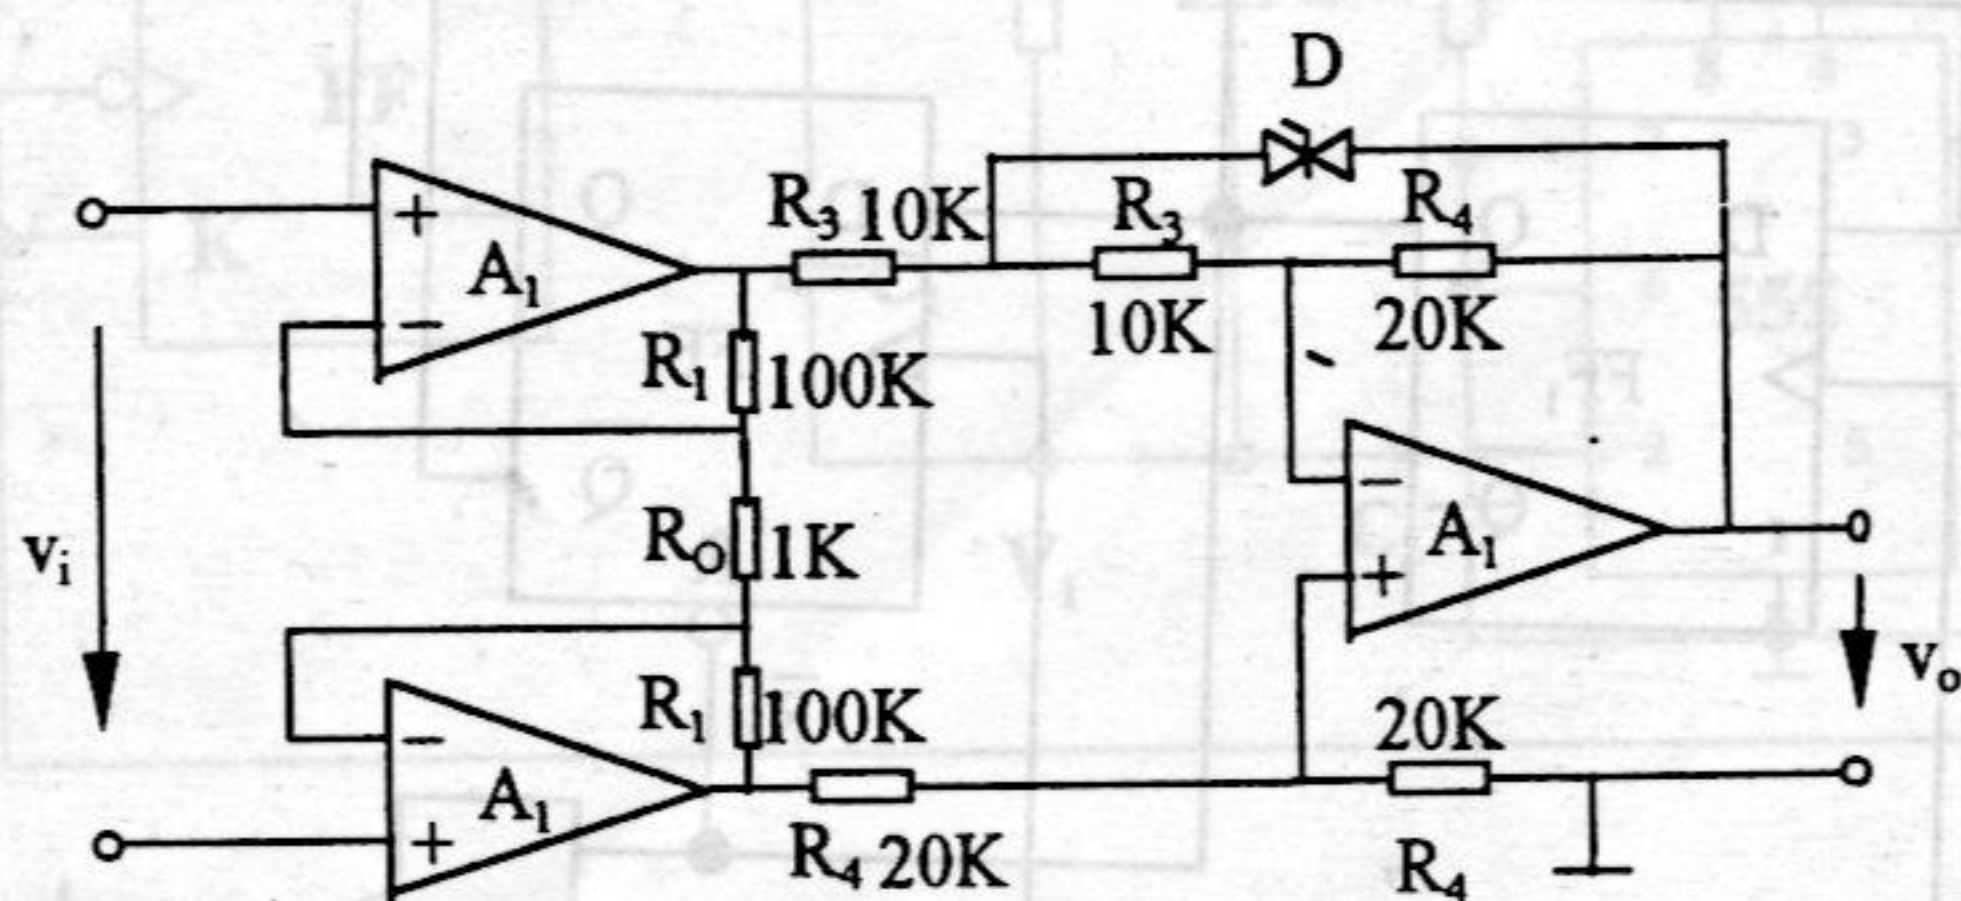 D
R₃ 10K
R₃
R₄
+
A₁
−
10K
20K
R₁ 100K
−
A₁
+
vᵢ
R₀ 1K
vₒ
R₁ 100K
20K
−
A₁
+
R₄ 20K
R₄